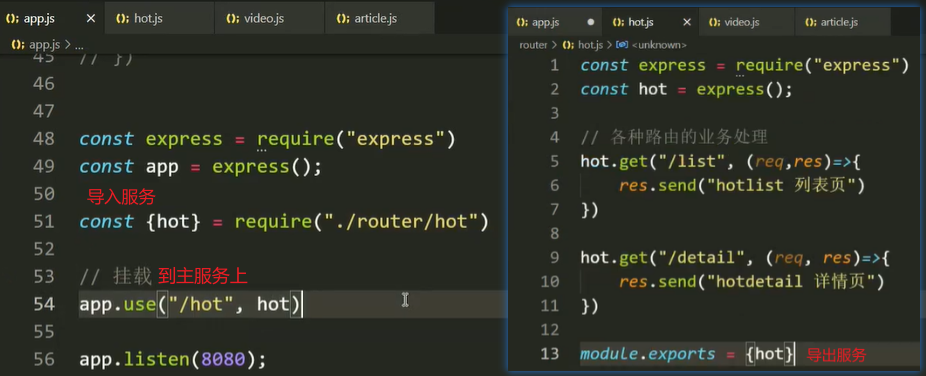 app.js hot.js video.js article.js
app.js > ...
45 // })
46
47
48 const express = require("express")
49 const app = express();
50 导入服务
51 const {hot} = require("./router/hot")
52
53 // 挂载 到主服务上
54 app.use("/hot", hot)
55
56 app.listen(8080);
app.js hot.js video.js article.js
router > hot.js > <unknown>
1 const express = require("express")
2 const hot = express();
3
4 // 各种路由的业务处理
5 hot.get("/list", (req,res)=>{
6 res.send("hotlist 列表页")
7 })
8
9 hot.get("/detail", (req, res)=>{
10 res.send("hotdetail 详情页")
11 })
12
13 module.exports = {hot} 导出服务